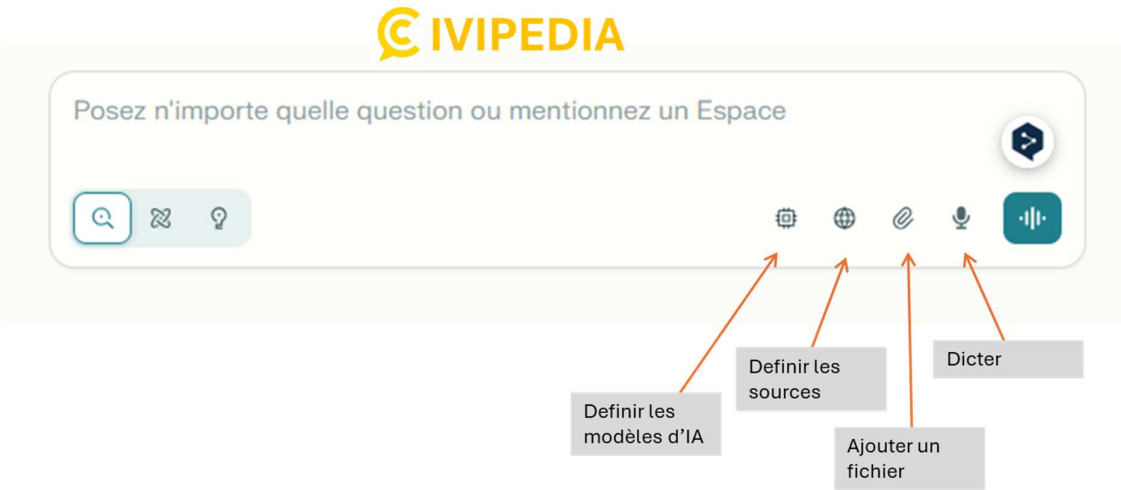 CIVIPEDIA
Posez n'importe quelle question ou mentionnez un Espace
Definir les
modèles d’IA
Definir les
sources
Ajouter un
fichier
Dicter